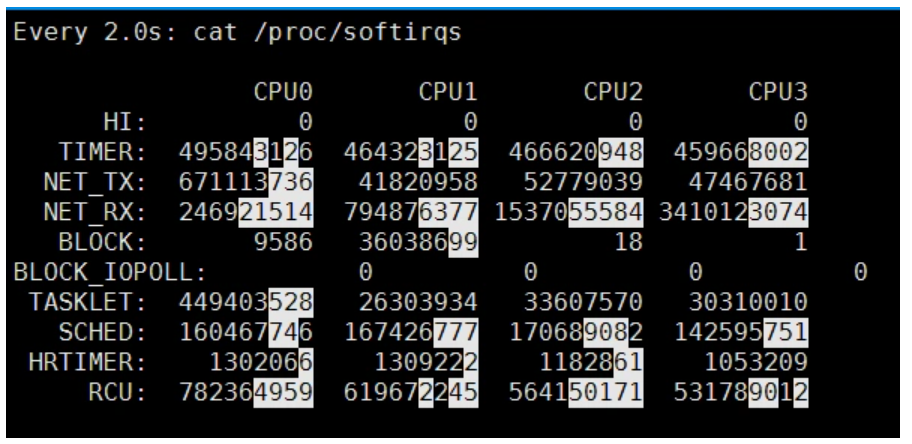 Every 2.0s: cat /proc/softirqs
CPU0 CPU1 CPU2 CPU3
HI: 0 0 0 0
TIMER: 495843126 464323125 466620948 459668002
NET_TX: 671113736 41820958 52779039 47467681
NET_RX: 246921514 794876377 1537055584 3410123074
BLOCK: 9586 36038699 18 1
BLOCK_IOPOLL: 0 0 0 0
TASKLET: 449403528 26303934 33607570 30310010
SCHED: 160467746 167426777 170689082 142595751
HRTIMER: 1302066 1309222 1182861 1053209
RCU: 782364959 619672245 564150171 531789012